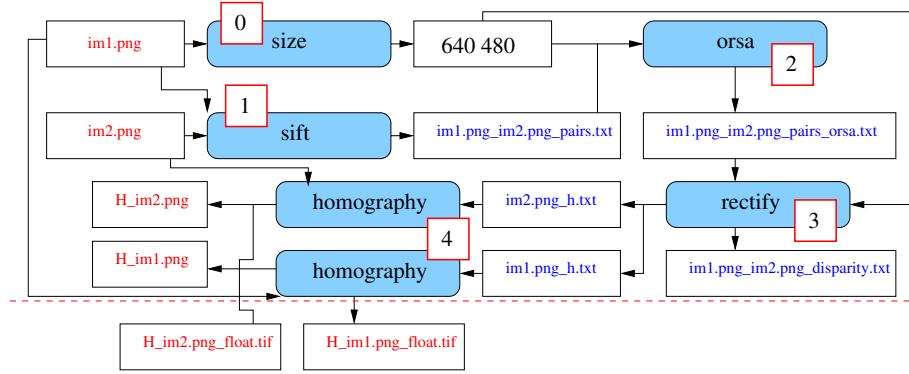 0
im1.png
size
640 480
orsa
2
1
im2.png
sift
im1.png_im2.png_pairs.txt
im1.png_im2.png_pairs_orsa.txt
H_im2.png
homography
im2.png_h.txt
rectify
3
4
H_im1.png
homography
im1.png_h.txt
im1.png_im2.png_disparity.txt
H_im2.png_float.tif
H_im1.png_float.tif